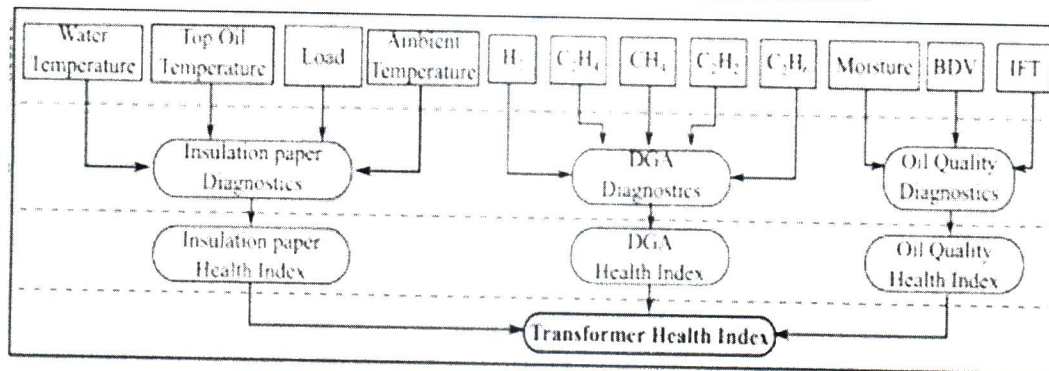 Water
Temperature
Top Oil
Temperature
Load
Ambient
Temperature
H₂
C₂H₄
CH₄
C₂H₂
C₂H₆
Moisture
BDV
IFT
Insulation paper
Diagnostics
DGA
Diagnostics
Oil Quality
Diagnostics
Insulation paper
Health Index
DGA
Health Index
Oil Quality
Health Index
Transformer Health Index